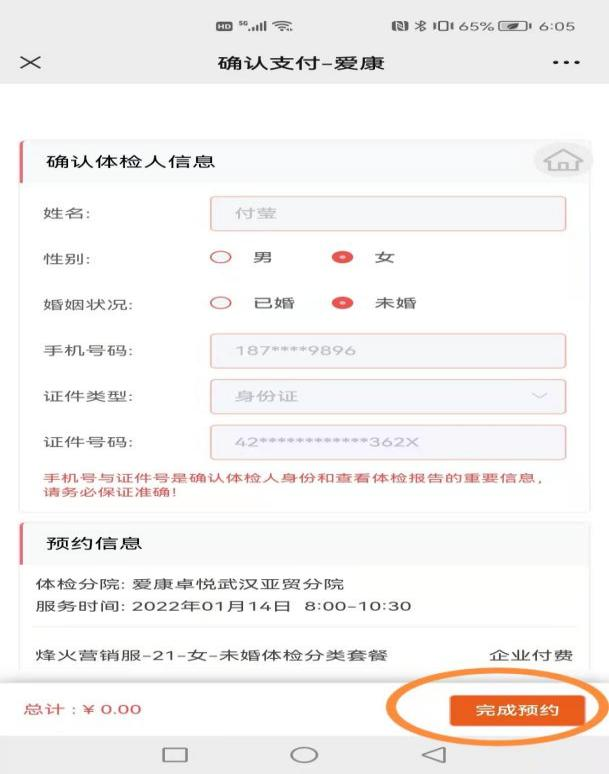 HD 5G 65% 6:05
确认支付-爱康
确认体检人信息
姓名: 付莹
性别: 男 女
婚姻状况: 已婚 未婚
手机号码: 187****9896
证件类型: 身份证
证件号码: 42************362X
手机号与证件号是确认体检人身份和查看体检报告的重要信息,
请务必保证准确!
预约信息
体检分院: 爱康卓悦武汉亚贸分院
服务时间: 2022年01月14日 8:00-10:30
烽火营销服-21-女-未婚体检分类套餐 企业付费
总计：¥ 0.00 完成预约